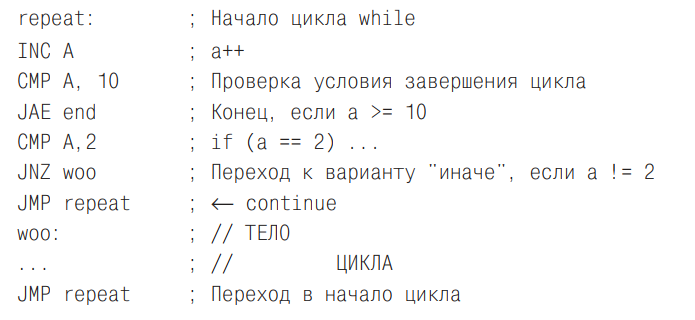 repeat: ; Начало цикла while
INC A ; a++
CMP A, 10 ; Проверка условия завершения цикла
JAE end ; Конец, если a >= 10
CMP A,2 ; if (a == 2) ...
JNZ woo ; Переход к варианту "иначе", если a != 2
JMP repeat ; ← continue
woo: ; // ТЕЛО
... ; // ЦИКЛА
JMP repeat ; Переход в начало цикла